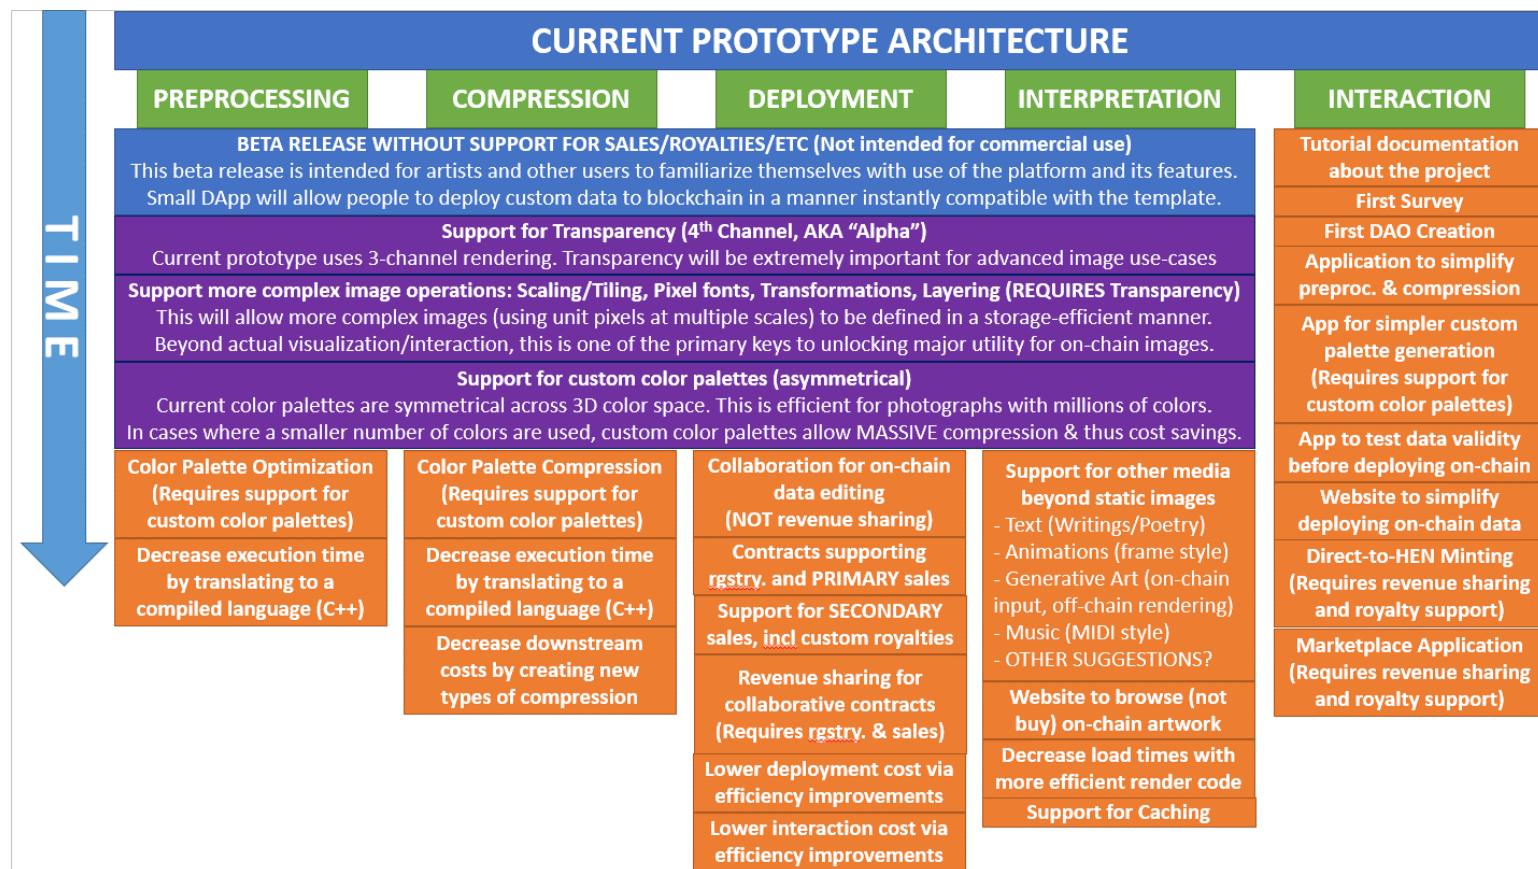 CURRENT PROTOTYPE ARCHITECTURE
TIME
PREPROCESSING
COMPRESSION
DEPLOYMENT
INTERPRETATION
INTERACTION
BETA RELEASE WITHOUT SUPPORT FOR SALES/ROYALTIES/ETC (Not intended for commercial use)
This beta release is intended for artists and other users to familiarize themselves with use of the platform and its features.
Small DApp will allow people to deploy custom data to blockchain in a manner instantly compatible with the template.
Support for Transparency (4th Channel, AKA “Alpha”)
Current prototype uses 3-channel rendering. Transparency will be extremely important for advanced image use-cases
Support more complex image operations: Scaling/Tiling, Pixel fonts, Transformations, Layering (REQUIRES Transparency)
This will allow more complex images (using unit pixels at multiple scales) to be defined in a storage-efficient manner.
Beyond actual visualization/interaction, this is one of the primary keys to unlocking major utility for on-chain images.
Support for custom color palettes (asymmetrical)
Current color palettes are symmetrical across 3D color space. This is efficient for photographs with millions of colors.
In cases where a smaller number of colors are used, custom color palettes allow MASSIVE compression & thus cost savings.
Color Palette Optimization
(Requires support for
custom color palettes)
Decrease execution time
by translating to a
compiled language (C++)
Color Palette Compression
(Requires support for
custom color palettes)
Decrease execution time
by translating to a
compiled language (C++)
Decrease downstream
costs by creating new
types of compression
Collaboration for on-chain
data editing
(NOT revenue sharing)
Contracts supporting
rgstry. and PRIMARY sales
Support for SECONDARY
sales, incl custom royalties
Revenue sharing for
collaborative contracts
(Requires rgstry. & sales)
Lower deployment cost via
efficiency improvements
Lower interaction cost via
efficiency improvements
Support for other media
beyond static images
- Text (Writings/Poetry)
- Animations (frame style)
- Generative Art (on-chain
input, off-chain rendering)
- Music (MIDI style)
- OTHER SUGGESTIONS?
Website to browse (not
buy) on-chain artwork
Decrease load times with
more efficient render code
Support for Caching
Tutorial documentation
about the project
First Survey
First DAO Creation
Application to simplify
preproc. & compression
App for simpler custom
palette generation
(Requires support for
custom color palettes)
App to test data validity
before deploying on-chain
Website to simplify
deploying on-chain data
Direct-to-HEN Minting
(Requires revenue sharing
and royalty support)
Marketplace Application
(Requires revenue sharing
and royalty support)